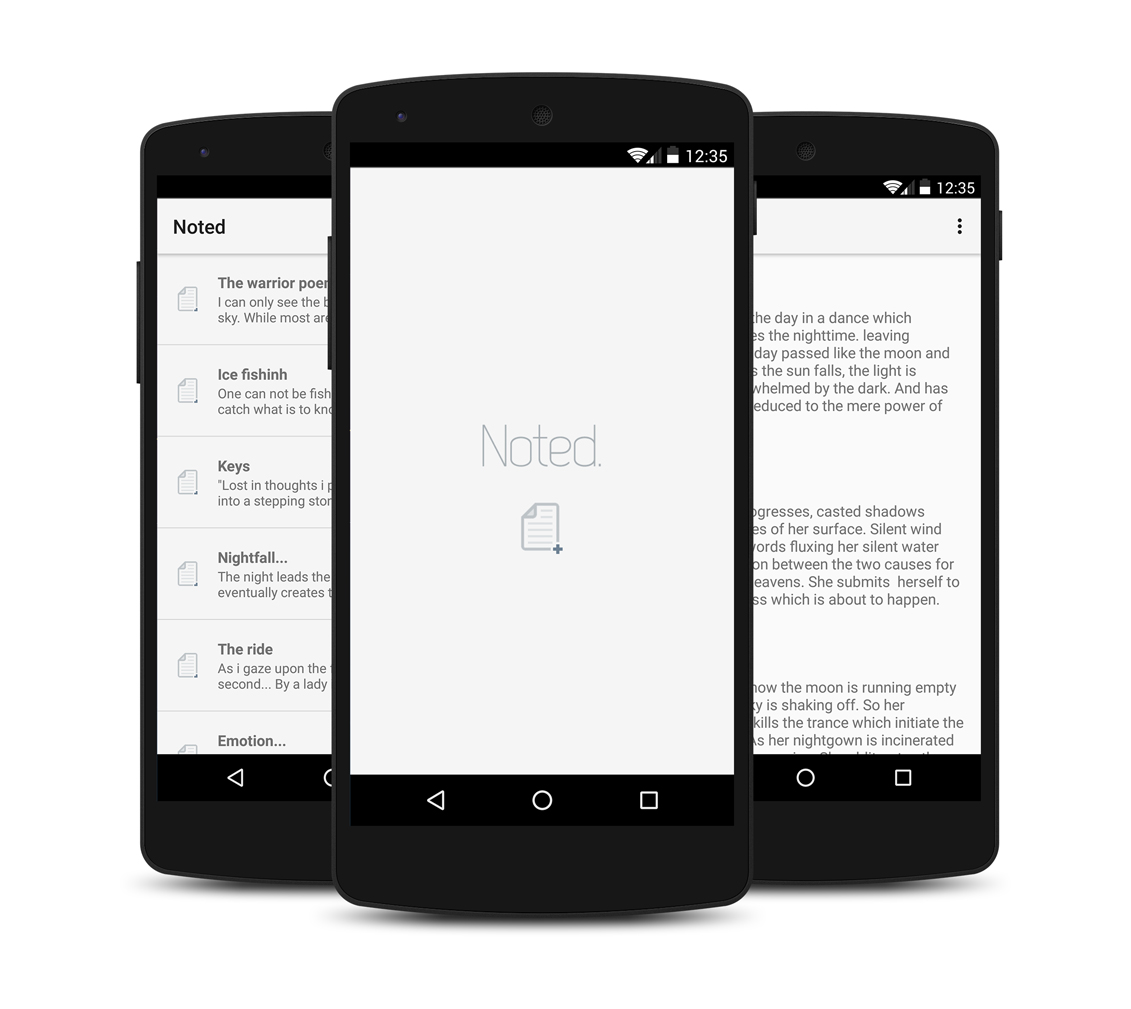 Noted
The warrior poe
I can only see the
sky. While most are
Ice fishinh
One can not be fish
catch what is to kno
Keys
"Lost in thoughts i p
into a stepping ston
Nightfall...
The night leads the
eventually creates t
The ride
As i gaze upon the
second... By a lady
Emotion...
12:35
Noted.
12:35
the day in a dance which
es the nighttime. leaving
day passed like the moon and
s the sun falls, the light is
whelmed by the dark. And has
educed to the mere power of
ogresses, casted shadows
es of her surface. Silent wind
words fluxing her silent water
on between the two causes for
eavens. She submits  herself to
ss which is about to happen.
now the moon is running empty
ky is shaking off. So her
kills the trance which initiate the
As her nightgown is incinerated